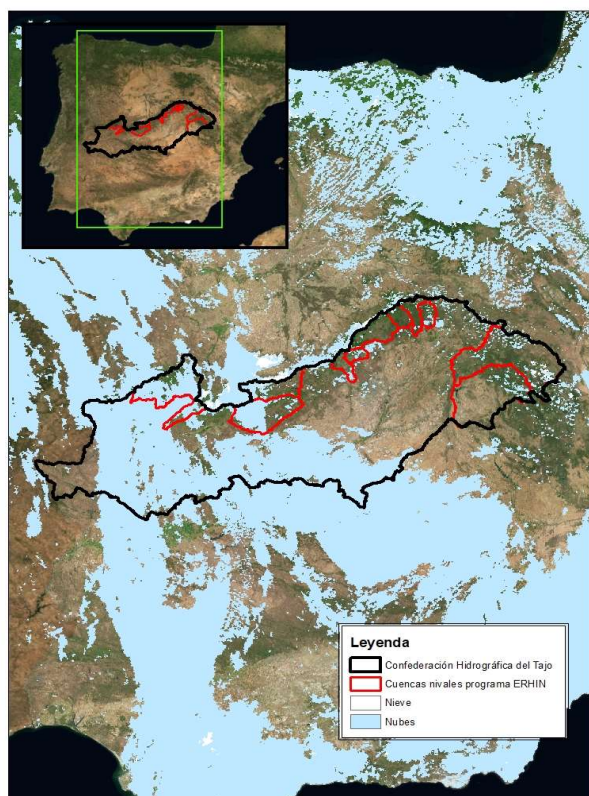 Leyenda
Confederación Hidrográfica del Tajo
Cuencas nivales programa ERHIN
Nieve
Nubes